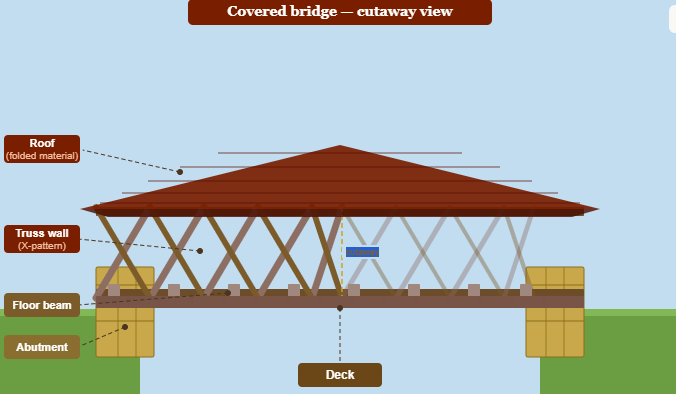 Covered bridge — cutaway view
Roof
(folded material)
Truss wall
(X-pattern)
Floor beam
Abutment
Deck